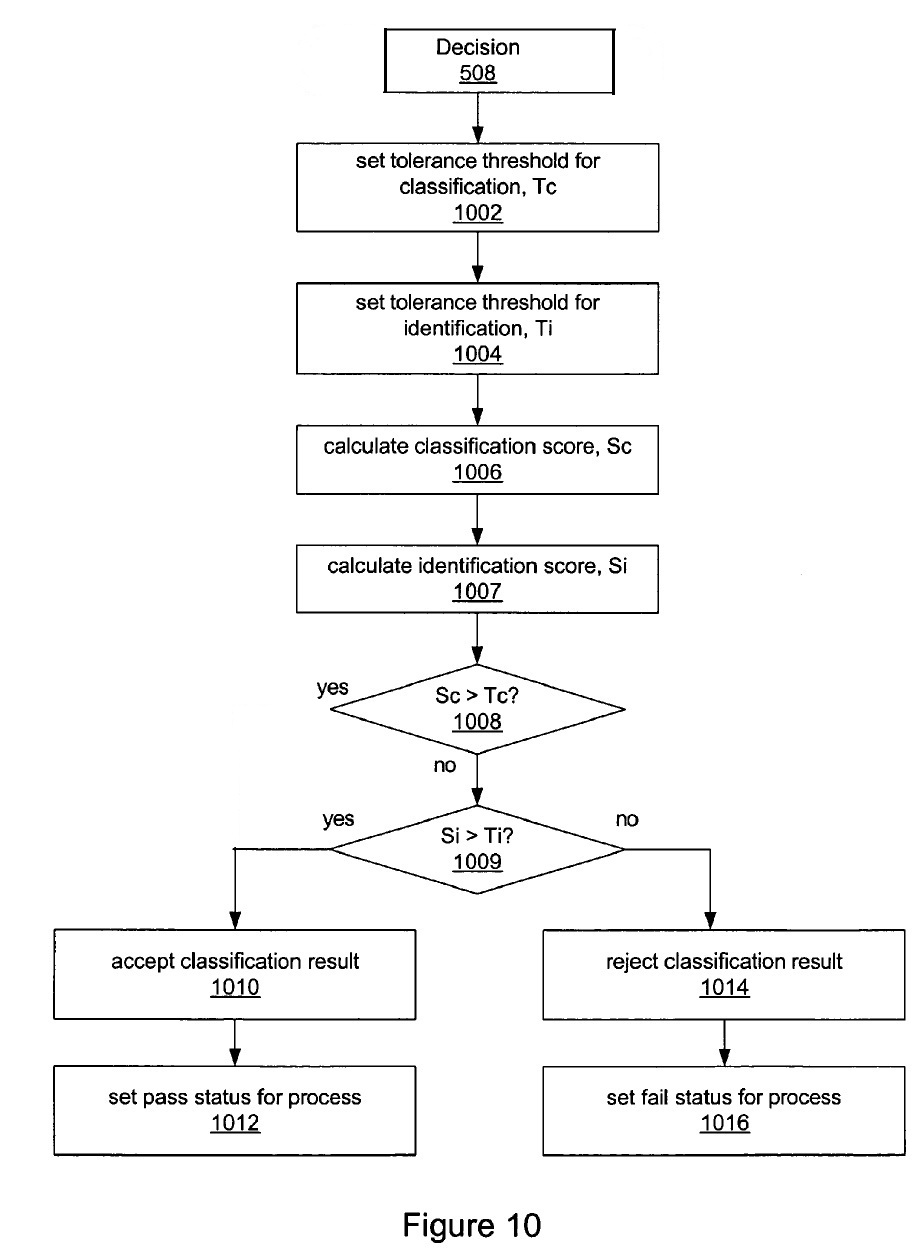 Decision
508
set tolerance threshold for
classification, Tc
1002
set tolerance threshold for
identification, Ti
1004
calculate classification score, Sc
1006
calculate identification score, Si
1007
yes
Sc > Tc?
1008
no
yes
Si > Ti?
1009
no
accept classification result
1010
reject classification result
1014
set pass status for process
1012
set fail status for process
1016
Figure 10